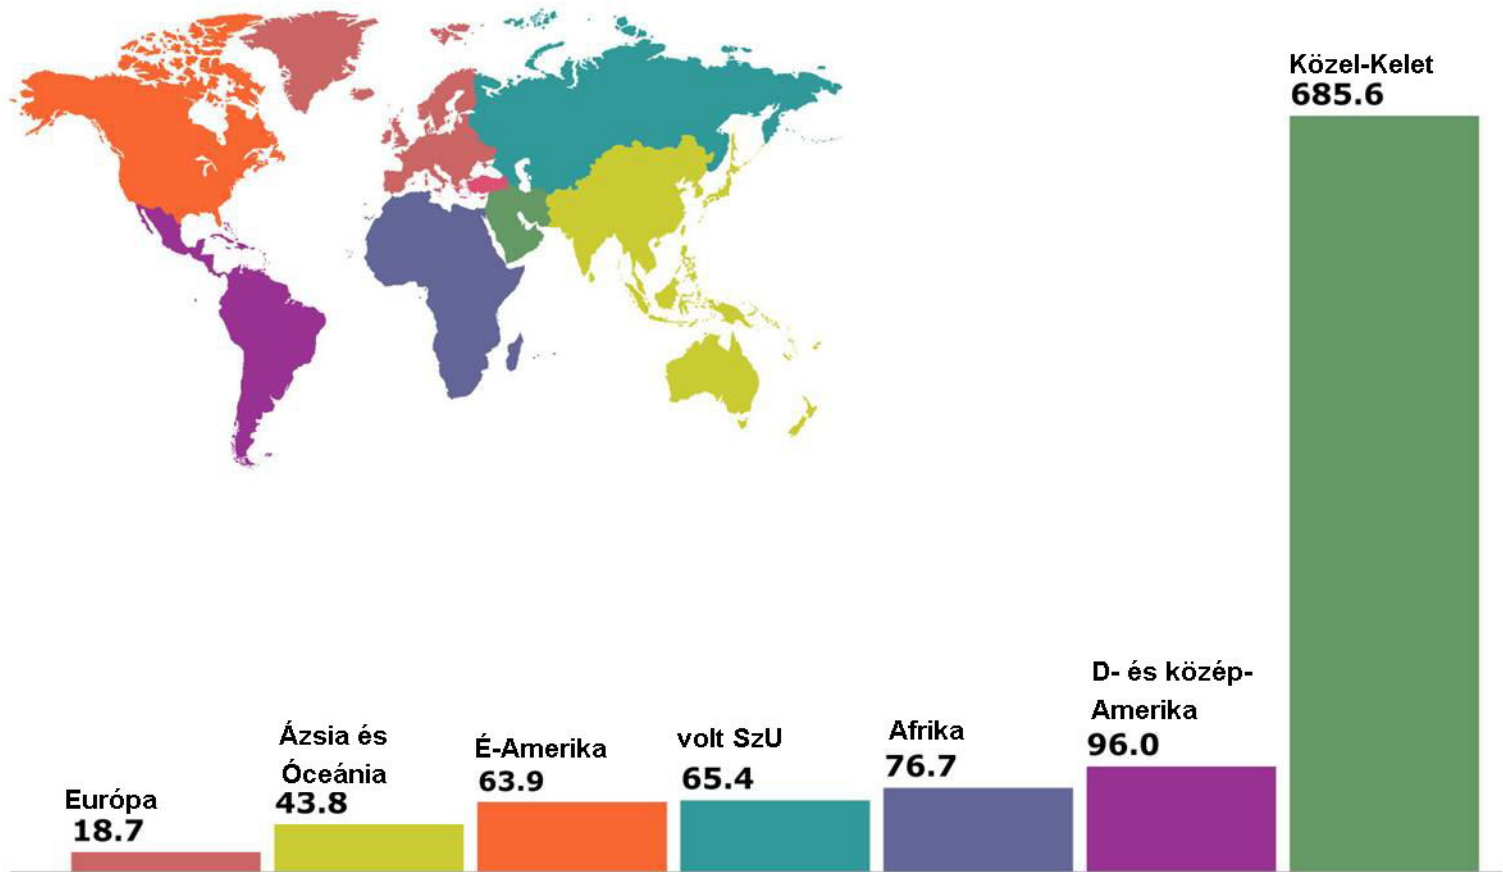 Közel-Kelet
685.6
D- és közép-
Amerika
96.0
Afrika
76.7
volt SzU
65.4
É-Amerika
63.9
Ázsia és
Óceánia
43.8
Európa
18.7